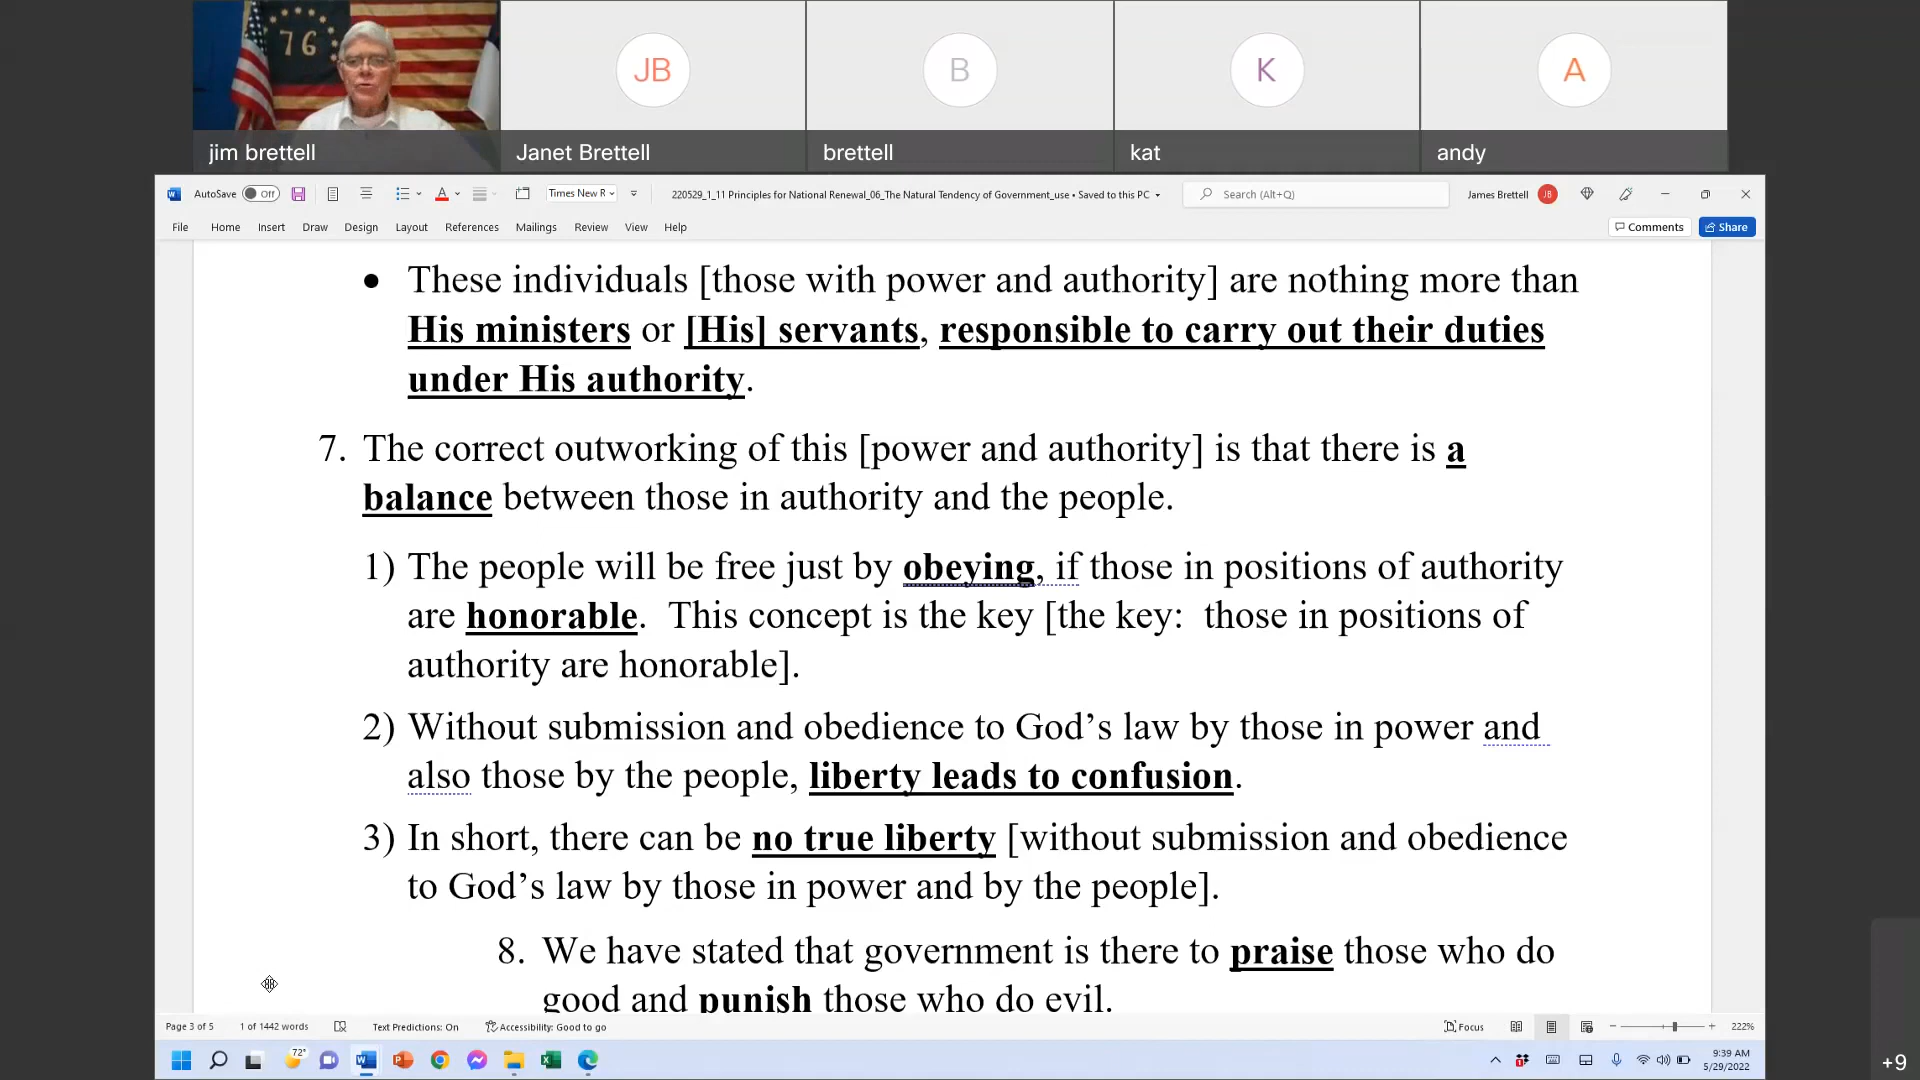 76
JB
B
K
A
jim brettell
Janet Brettell
brettell
kat
andy
AutoSave Off
Times New R
220529_1_11 Principles for National Renewal_06_The Natural Tendency of Government_use • Saved to this PC
Search (Alt+Q)
James Brettell JB
File Home Insert Draw Design Layout References Mailings Review View Help
Comments Share
• These individuals [those with power and authority] are nothing more than
His ministers or [His] servants, responsible to carry out their duties
under His authority.
7. The correct outworking of this [power and authority] is that there is a
balance between those in authority and the people.
1) The people will be free just by obeying, if those in positions of authority
are honorable. This concept is the key [the key: those in positions of
authority are honorable].
2) Without submission and obedience to God’s law by those in power and
also those by the people, liberty leads to confusion.
3) In short, there can be no true liberty [without submission and obedience
to God’s law by those in power and by the people].
8. We have stated that government is there to praise those who do
good and punish those who do evil.
Page 3 of 5 1 of 1442 words Text Predictions: On Accessibility: Good to go Focus 222%
72°
9:39 AM
5/29/2022
+9